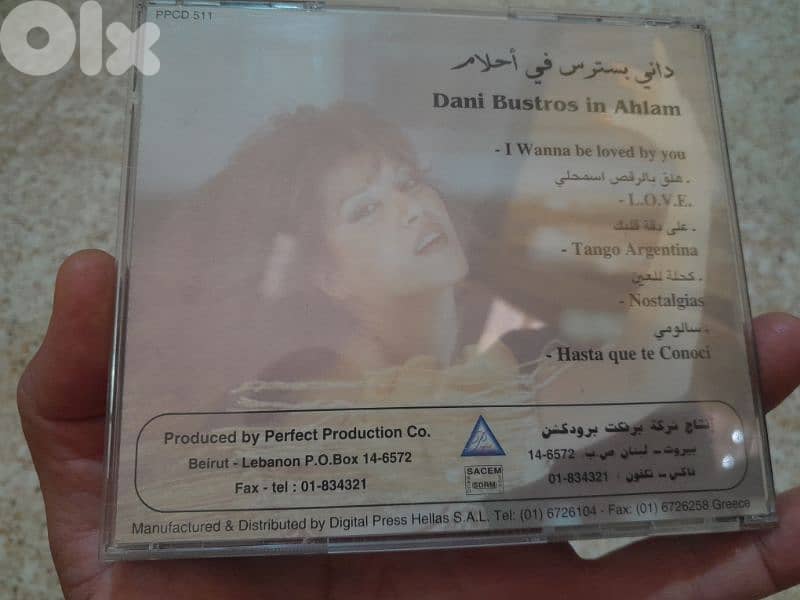 OLX
PPCD 511
داني بسترس في أحلام
Dani Bustros in Ahlam
- I Wanna be loved by you
- هلق بالرقص اسمحلي
- L.O.V.E.
- على دقة قلبك
- Tango Argentina
- كحلة للعين
- Nostalgias
- سالومي
- Hasta que te Conoci
Produced by Perfect Production Co.
Beirut - Lebanon P.O.Box 14-6572
Fax - tel : 01-834321
SACEM
SDRM
انتاج شركة برفكت برودكشن
بيروت - لبنان ص.ب 6572-14
فاكس - تلفون : 834321-01
Manufactured & Distributed by Digital Press Hellas S.A.L. Tel: (01) 6726104 - Fax: (01) 6726258 Greece